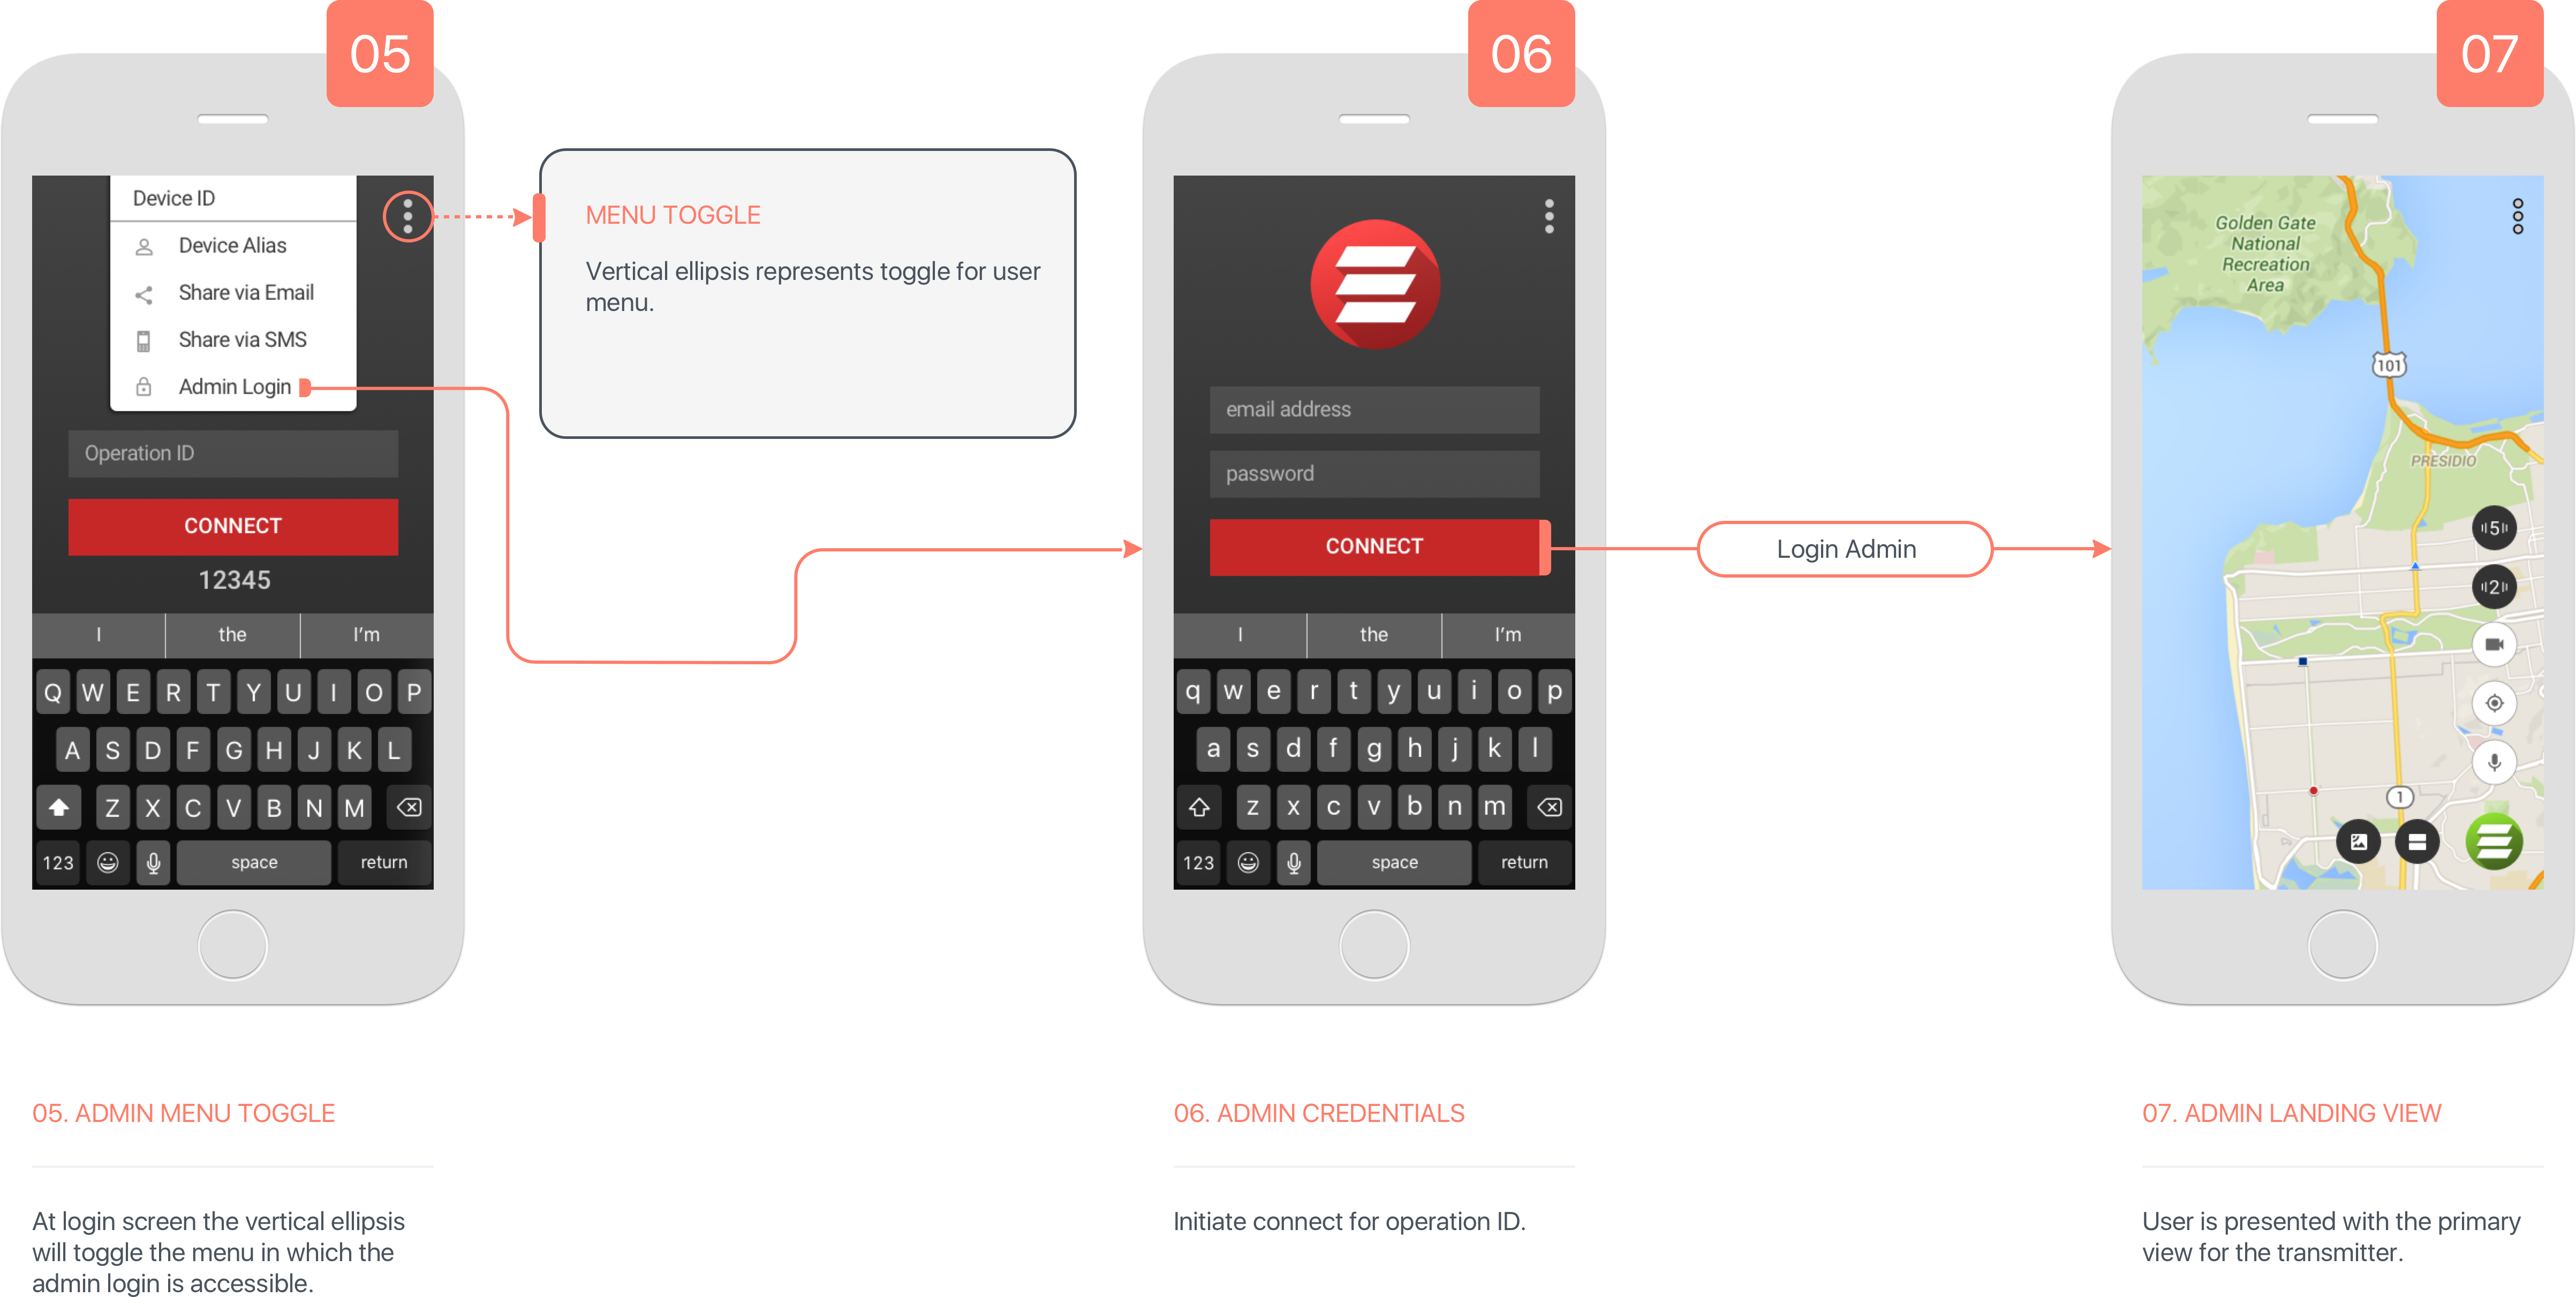 05
Device ID
Device Alias
Share via Email
Share via SMS
Admin Login
Operation ID
CONNECT
12345
I the I'm
Q W E R T Y U I O P
A S D F G H J K L
Z X C V B N M
123 space return
MENU TOGGLE
Vertical ellipsis represents toggle for user
menu.
06
email address
password
CONNECT
I the I'm
q w e r t y u i o p
a s d f g h j k l
z x c v b n m
123 space return
Login Admin
07
Golden Gate
National
Recreation
Area
101
PRESIDIO
5
2
1
05. ADMIN MENU TOGGLE
At login screen the vertical ellipsis
will toggle the menu in which the
admin login is accessible.
06. ADMIN CREDENTIALS
Initiate connect for operation ID.
07. ADMIN LANDING VIEW
User is presented with the primary
view for the transmitter.